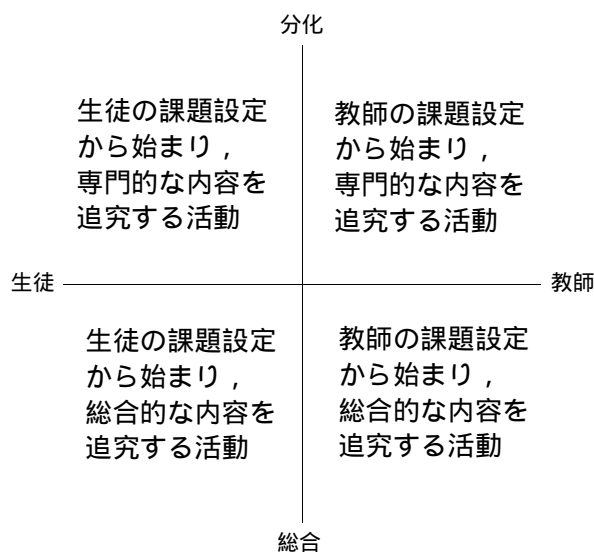 分化
生徒の課題設定
から始まり，
専門的な内容を
追究する活動
教師の課題設定
から始まり，
専門的な内容を
追究する活動
生徒
教師
生徒の課題設定
から始まり，
総合的な内容を
追究する活動
教師の課題設定
から始まり，
総合的な内容を
追究する活動
総合